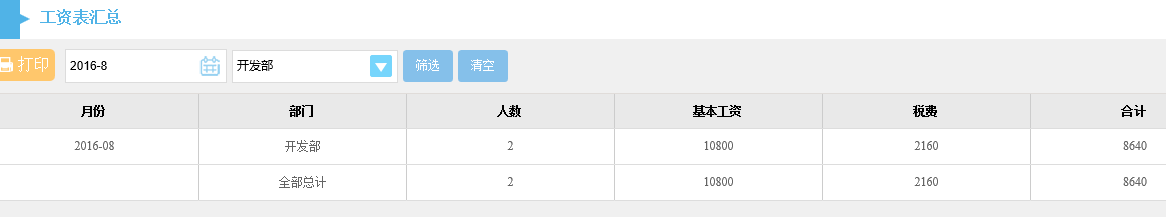 工资表汇总
打印 2016-8 开发部 筛选 清空
月份 部门 人数 基本工资 税费 合计
2016-08 开发部 2 10800 2160 8640
全部总计 2 10800 2160 8640